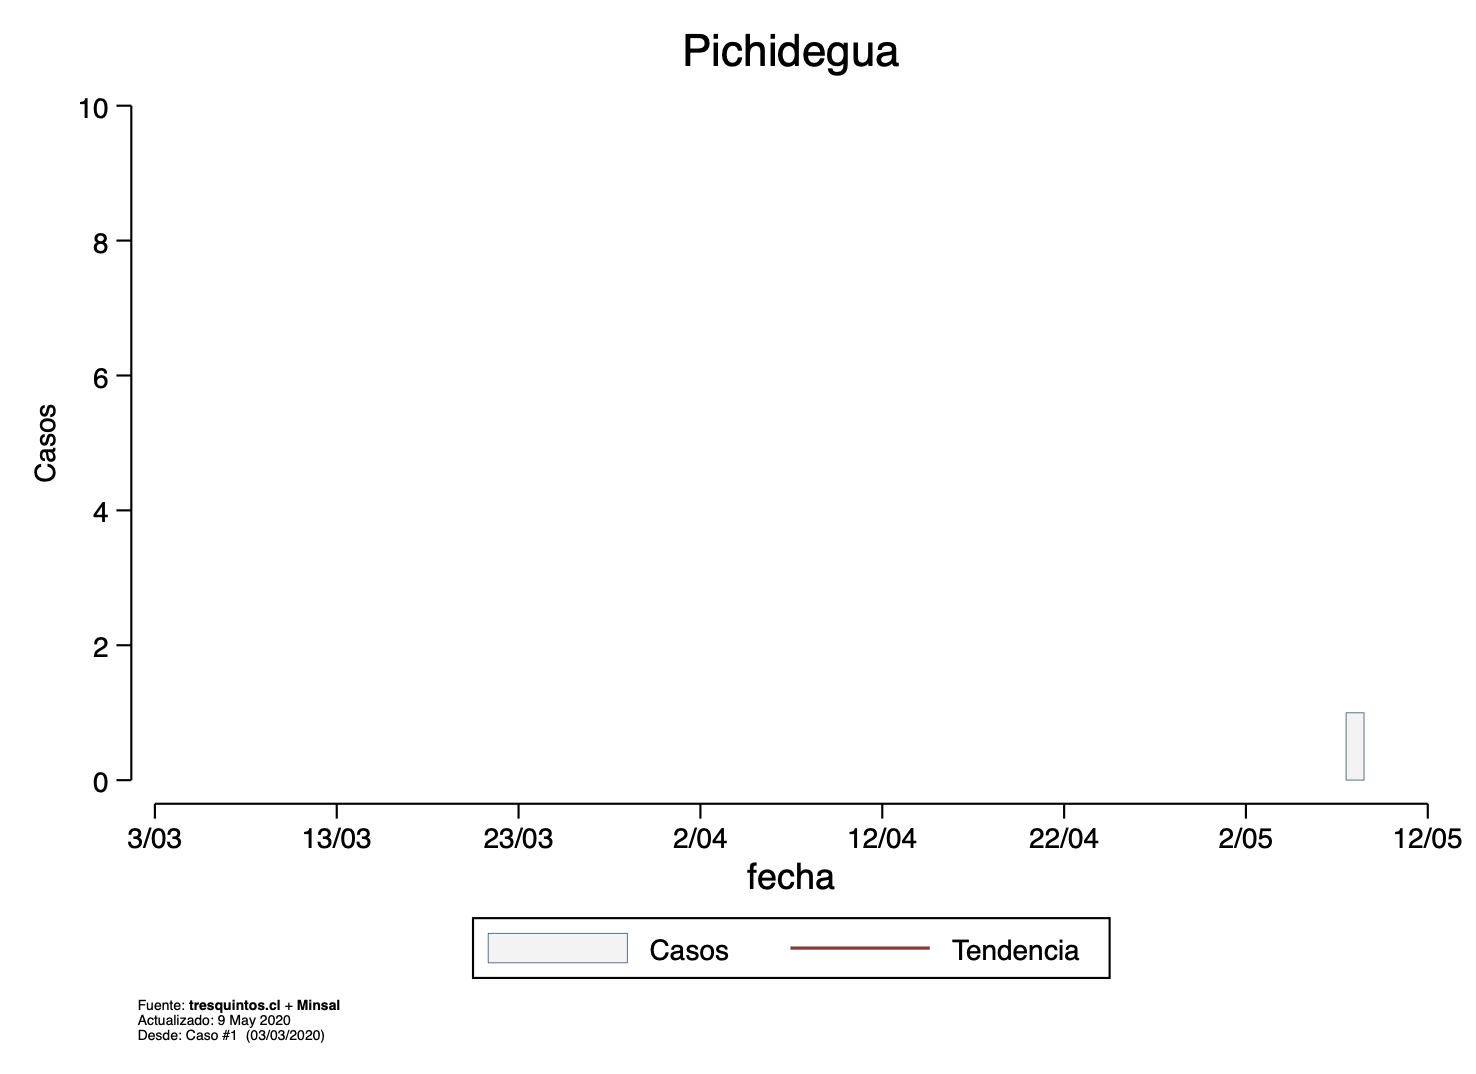 Pichidegua
10
8
6
4
2
0
Casos
3/03 13/03 23/03 2/04 12/04 22/04 2/05 12/05
fecha
Casos Tendencia
Fuente: tresquintos.cl + Minsal
Actualizado: 9 May 2020
Desde: Caso #1 (03/03/2020)